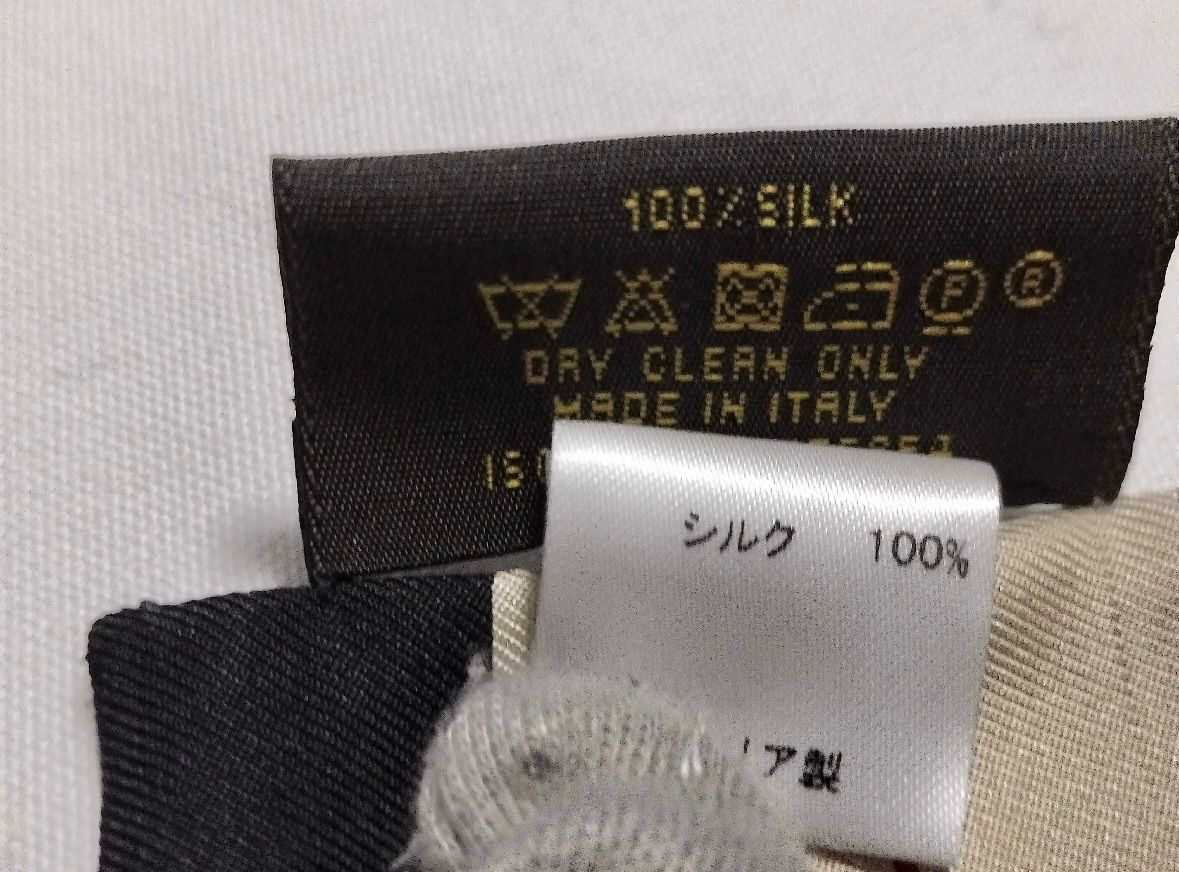 100% SILK
P R
DRY CLEAN ONLY
MADE IN ITALY
シルク 100%
ア製